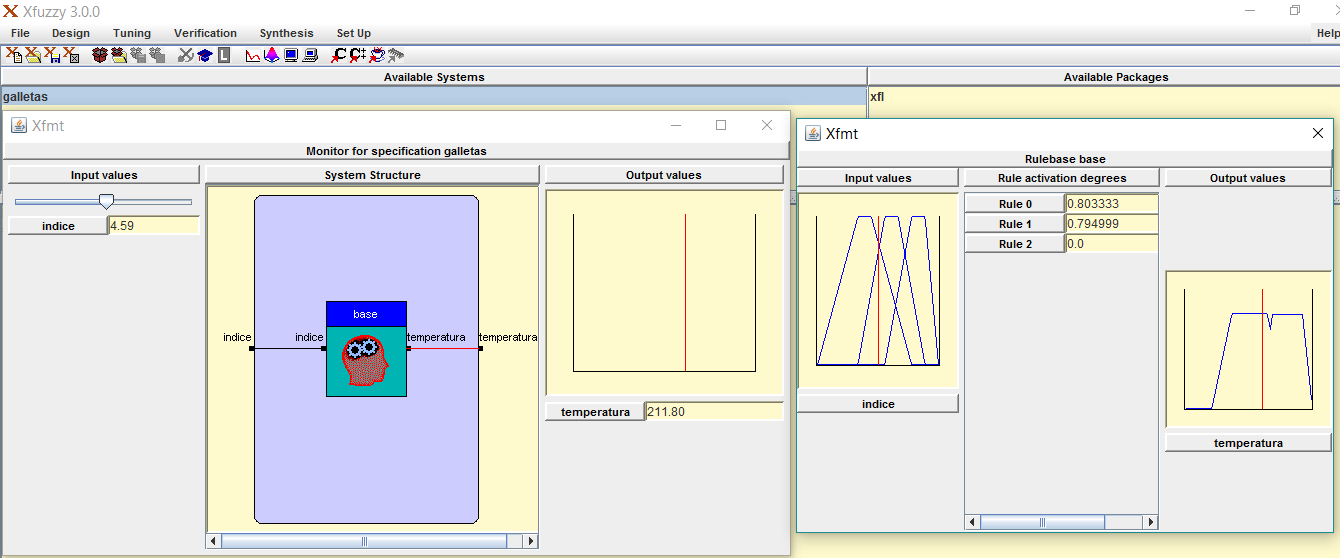 Xfuzzy 3.0.0
File Design Tuning Verification Synthesis Set Up Help
Available Systems Available Packages
galletas xfl
Xfmt
Monitor for specification galletas
Input values System Structure Output values
indice 4.59
base
indice indice temperatura temperatura
temperatura 211.80
Xfmt
Rulebase base
Input values Rule activation degrees Output values
Rule 0 0.803333
Rule 1 0.794999
Rule 2 0.0
indice
temperatura